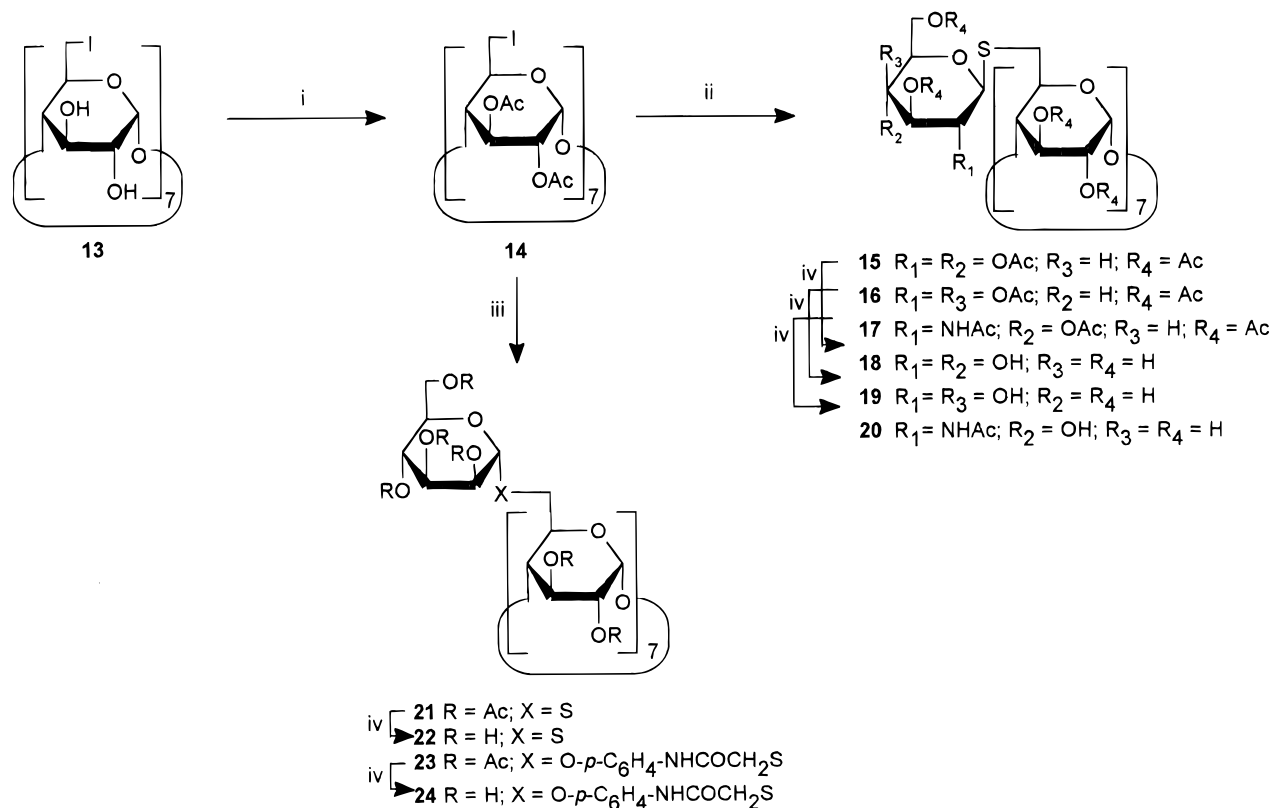 I
O
OH
OH
O
7
13
i
I
O
OAc
OAc
O
7
14
ii
OR4
R3
O
S
OR4
R2
R1
O
OR4
OR4
O
7
iv 15 R1= R2 = OAc; R3 = H; R4 = Ac
iv 16 R1= R3 = OAc; R2 = H; R4 = Ac
iv 17 R1= NHAc; R2 = OAc; R3 = H; R4 = Ac
18 R1= R2 = OH; R3 = R4 = H
19 R1= R3 = OH; R2 = R4 = H
20 R1= NHAc; R2 = OH; R3 = R4 = H
iii
OR
O
OR
RO
RO
X
O
OR
O
OR
7
iv 21 R = Ac; X = S
22 R = H; X = S
iv 23 R = Ac; X = O-p-C6H4-NHCOCH2S
24 R = H; X = O-p-C6H4-NHCOCH2S